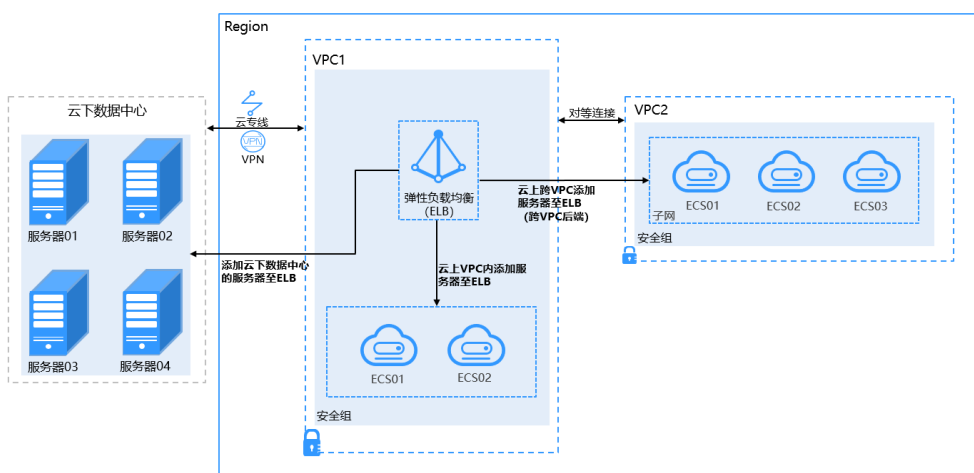 Region
云下数据中心
服务器01
服务器02
服务器03
服务器04
云专线
VPN
VPN
VPC1
弹性负载均衡
(ELB)
添加云下数据中心
的服务器至ELB
云上VPC内添加服
务器至ELB
ECS01
ECS02
安全组
对等连接
云上跨VPC添加
服务器至ELB
(跨VPC后端)
VPC2
ECS01
ECS02
ECS03
子网
安全组